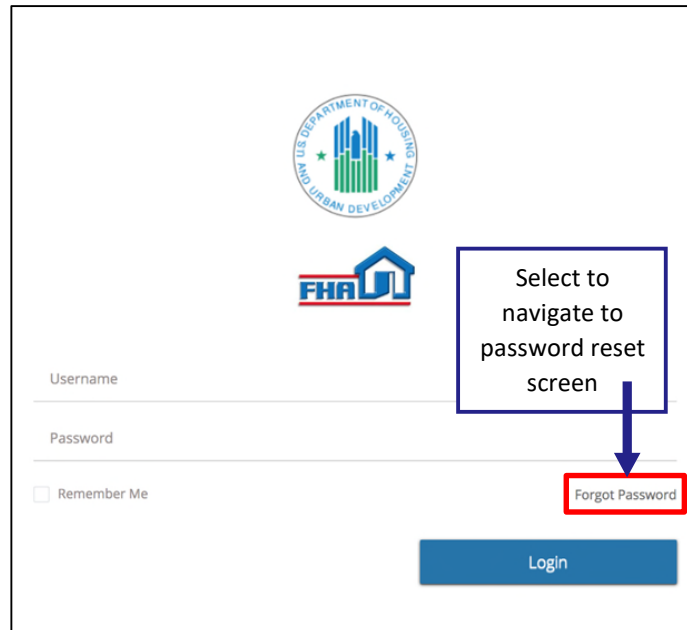 U.S. DEPARTMENT OF HOUSING
AND URBAN DEVELOPMENT
FHA
Select to
navigate to
password reset
screen
Username
Password
Remember Me
Forgot Password
Login